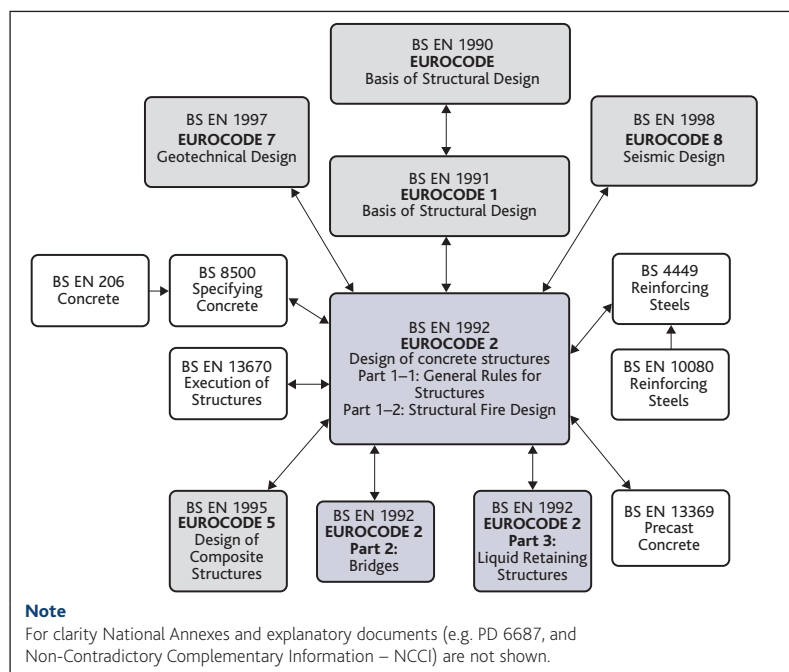 BS EN 1990
EUROCODE
Basis of Structural Design
BS EN 1997
EUROCODE 7
Geotechnical Design
BS EN 1991
EUROCODE 1
Basis of Structural Design
BS EN 1998
EUROCODE 8
Seismic Design
BS EN 206
Concrete
BS 8500
Specifying
Concrete
BS EN 13670
Execution of
Structures
BS EN 1992
EUROCODE 2
Design of concrete structures
Part 1–1: General Rules for
Structures
Part 1–2: Structural Fire Design
BS 4449
Reinforcing
Steels
BS EN 10080
Reinforcing
Steels
BS EN 1995
EUROCODE 5
Design of
Composite
Structures
BS EN 1992
EUROCODE 2
Part 2:
Bridges
BS EN 1992
EUROCODE 2
Part 3:
Liquid Retaining
Structures
BS EN 13369
Precast
Concrete
Note
For clarity National Annexes and explanatory documents (e.g. PD 6687, and
Non-Contradictory Complementary Information – NCCI) are not shown.